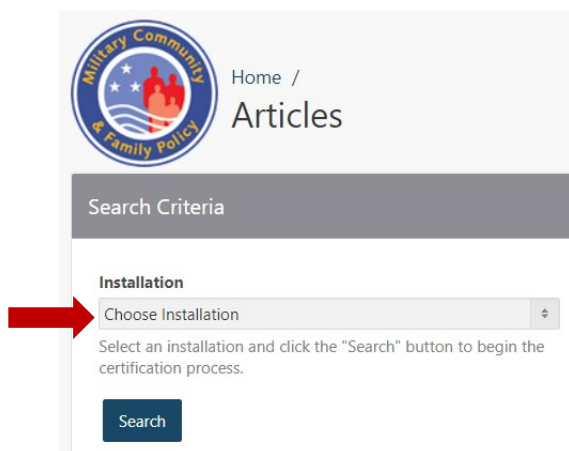 Military Community
& Family Policy
Home /
Articles
Search Criteria
Installation
Choose Installation
Select an installation and click the "Search" button to begin the
certification process.
Search